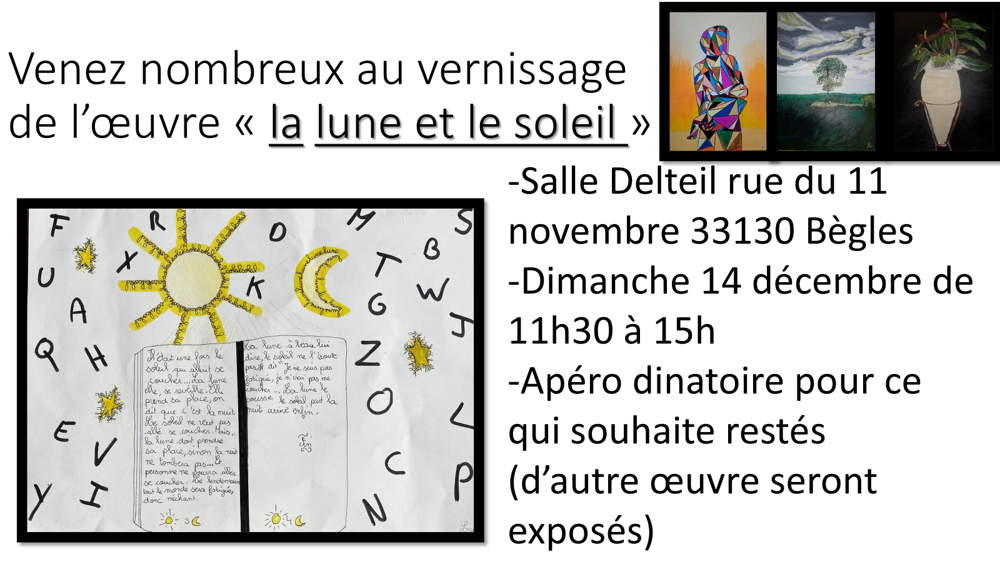 Venez nombreux au vernissage
de l’œuvre « la lune et le soleil »
-Salle Delteil rue du 11
novembre 33130 Bègles
-Dimanche 14 décembre de
11h30 à 15h
-Apéro dinatoire pour ce
qui souhaite restés
(d’autre œuvre seront
exposés)
F R D M S
X T B
U K W
A G J
Q H Z
O
E L
V C
Y I N P
soleil soleil
lune lune
Il était une fois le
soleil qui allait se
coucher... La lune
elle, se reveille. Elle
prend sa place, on
dit que c'est la nuit.
Le soleil ne veut pas
allé se coucher. Mais,
la lune doit prendre
sa place, sinon la nuit
ne tombera pas... Et
personne ne pourra aller
se coucher. Le lendemain
tout le monde sera fatigué,
donc méchant.
3
La lune à beau lui
dire, le soleil ne l'écoute
pas, il dit "Je ne suis pas
fatigué, je n'irai pas me
coucher... La lune le
pousse le soleil part la
nuit arrive enfin.
Fin
4